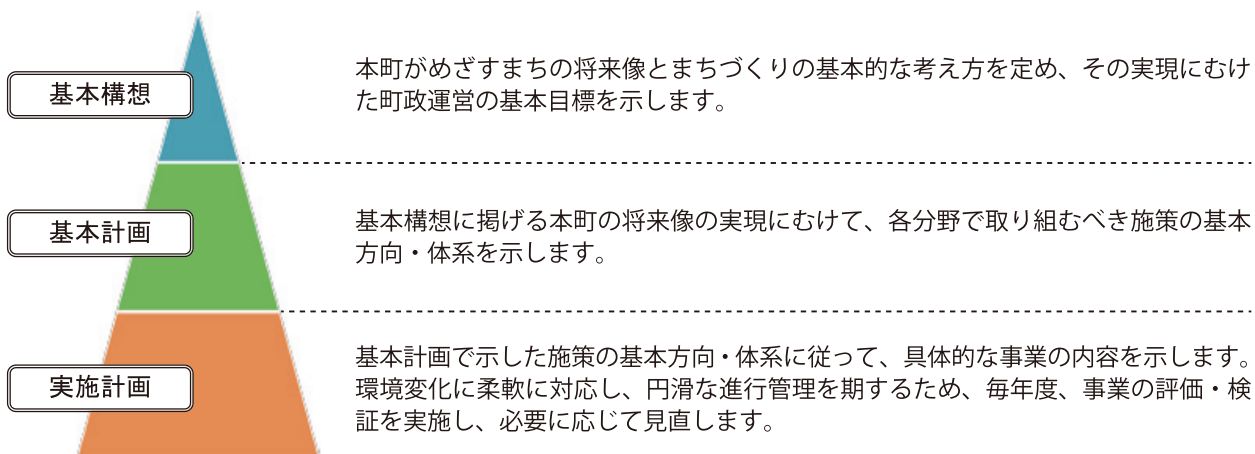 基本構想
本町がめざすまちの将来像とまちづくりの基本的な考え方を定め、その実現にむけ
た町政運営の基本目標を示します。
基本計画
基本構想に掲げる本町の将来像の実現にむけて、各分野で取り組むべき施策の基本
方向・体系を示します。
実施計画
基本計画で示した施策の基本方向・体系に従って、具体的な事業の内容を示します。
環境変化に柔軟に対応し、円滑な進行管理を期するため、毎年度、事業の評価・検
証を実施し、必要に応じて見直します。